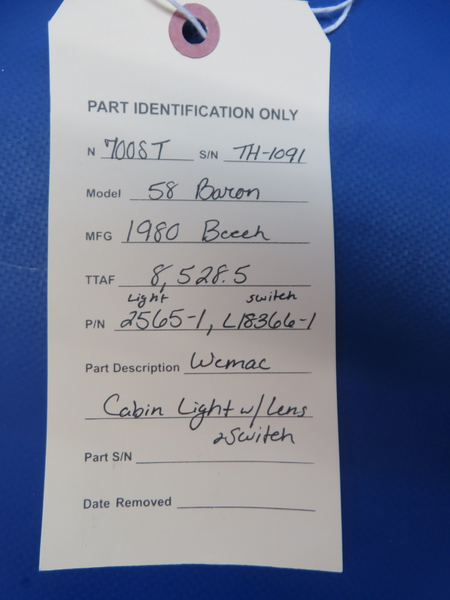 PART IDENTIFICATION ONLY
N 7008T S/N TH-1091
Model 58 Baron
MFG 1980 Beech
TTAF 8,528.5
Light switch
P/N 2565-1, L18366-1
Part Description Wemac
Cabin Light w/ Lens
& Switch
Part S/N
Date Removed